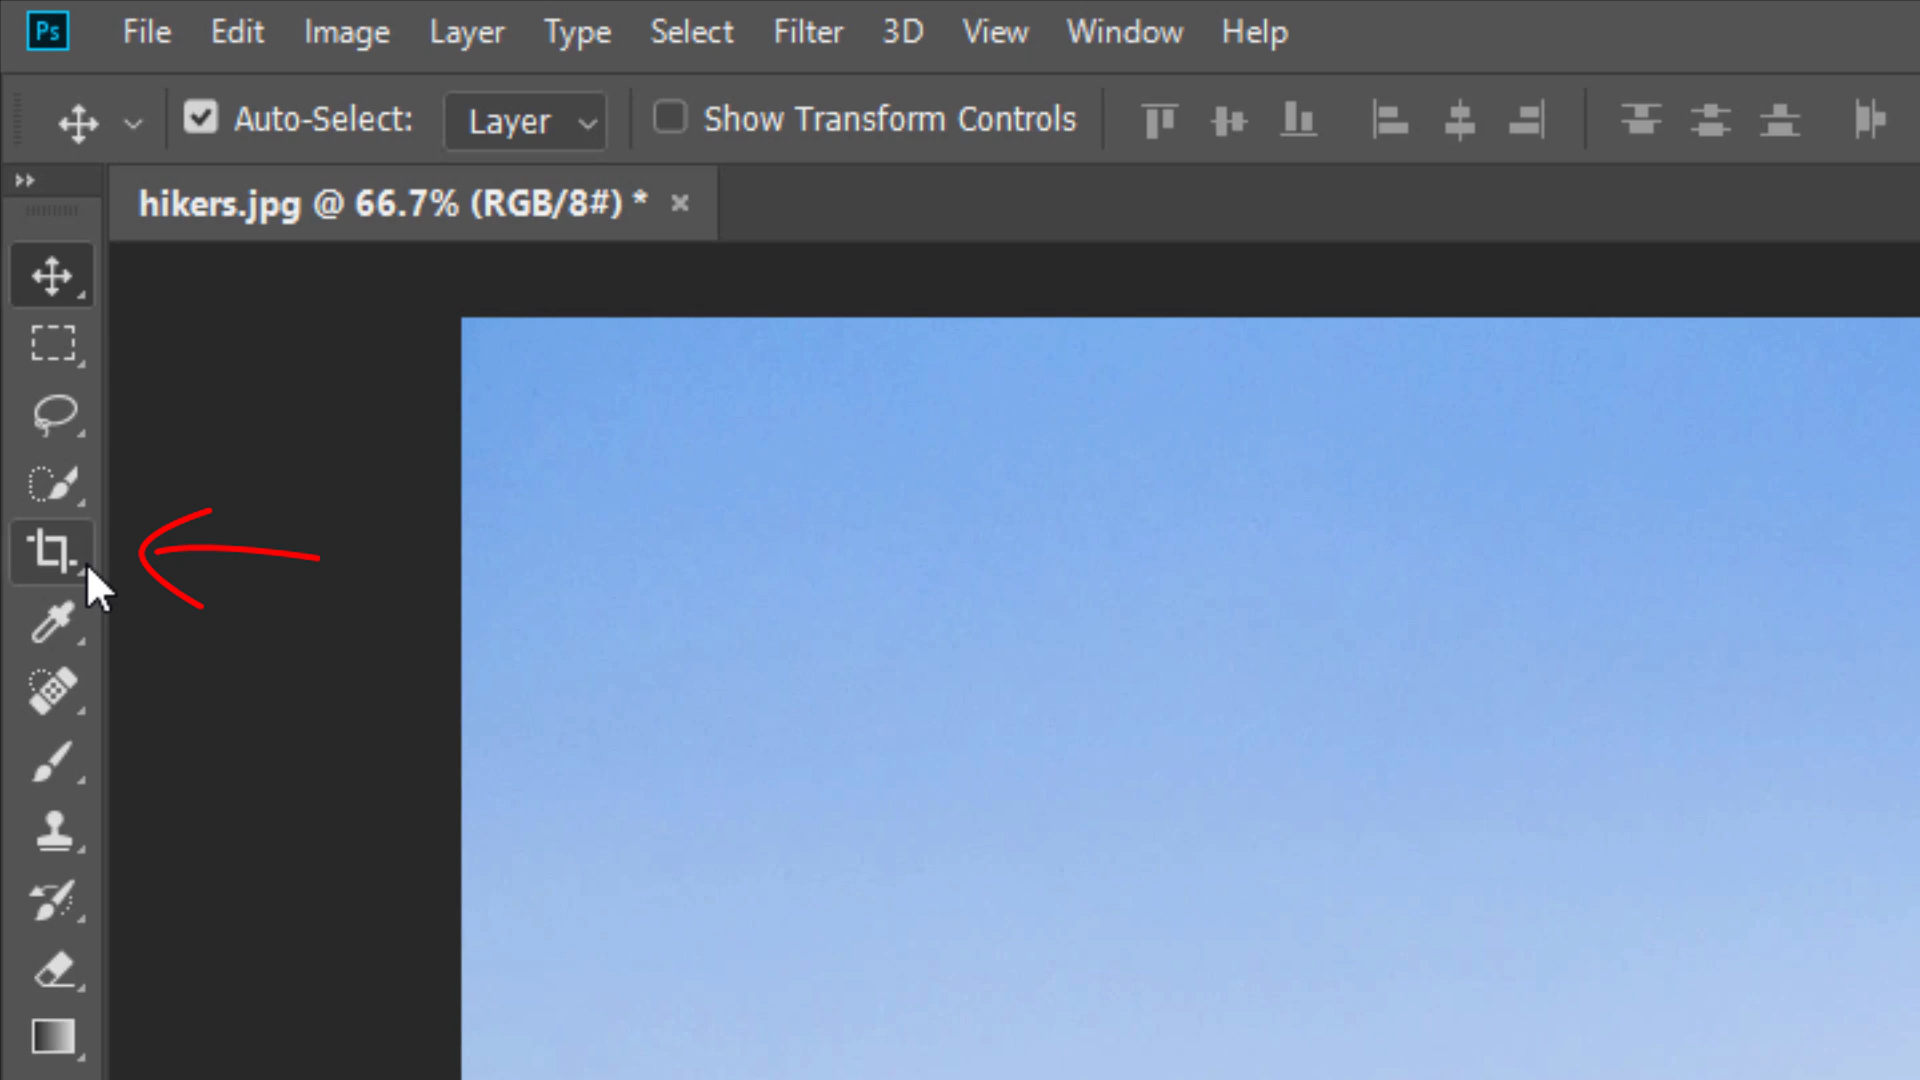 Ps File Edit Image Layer Type Select Filter 3D View Window Help
Auto-Select: Layer Show Transform Controls
hikers.jpg @ 66.7% (RGB/8#) * ×